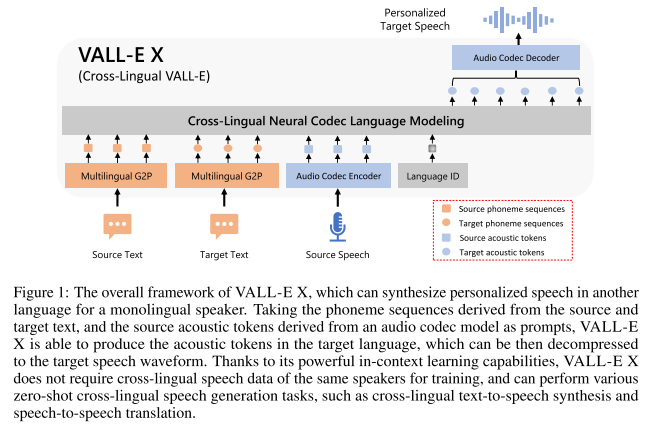 Personalized
Target Speech
VALL-E X
(Cross-Lingual VALL-E)
Audio Codec Decoder
Cross-Lingual Neural Codec Language Modeling
Multilingual G2P
Multilingual G2P
Audio Codec Encoder
Language ID
Source Text
Target Text
Source Speech
Source phoneme sequences
Target phoneme sequences
Source acoustic tokens
Target acoustic tokens
Figure 1: The overall framework of VALL-E X, which can synthesize personalized speech in another
language for a monolingual speaker. Taking the phoneme sequences derived from the source and
target text, and the source acoustic tokens derived from an audio codec model as prompts, VALL-E
X is able to produce the acoustic tokens in the target language, which can be then decompressed
to the target speech waveform. Thanks to its powerful in-context learning capabilities, VALL-E X
does not require cross-lingual speech data of the same speakers for training, and can perform various
zero-shot cross-lingual speech generation tasks, such as cross-lingual text-to-speech synthesis and
speech-to-speech translation.